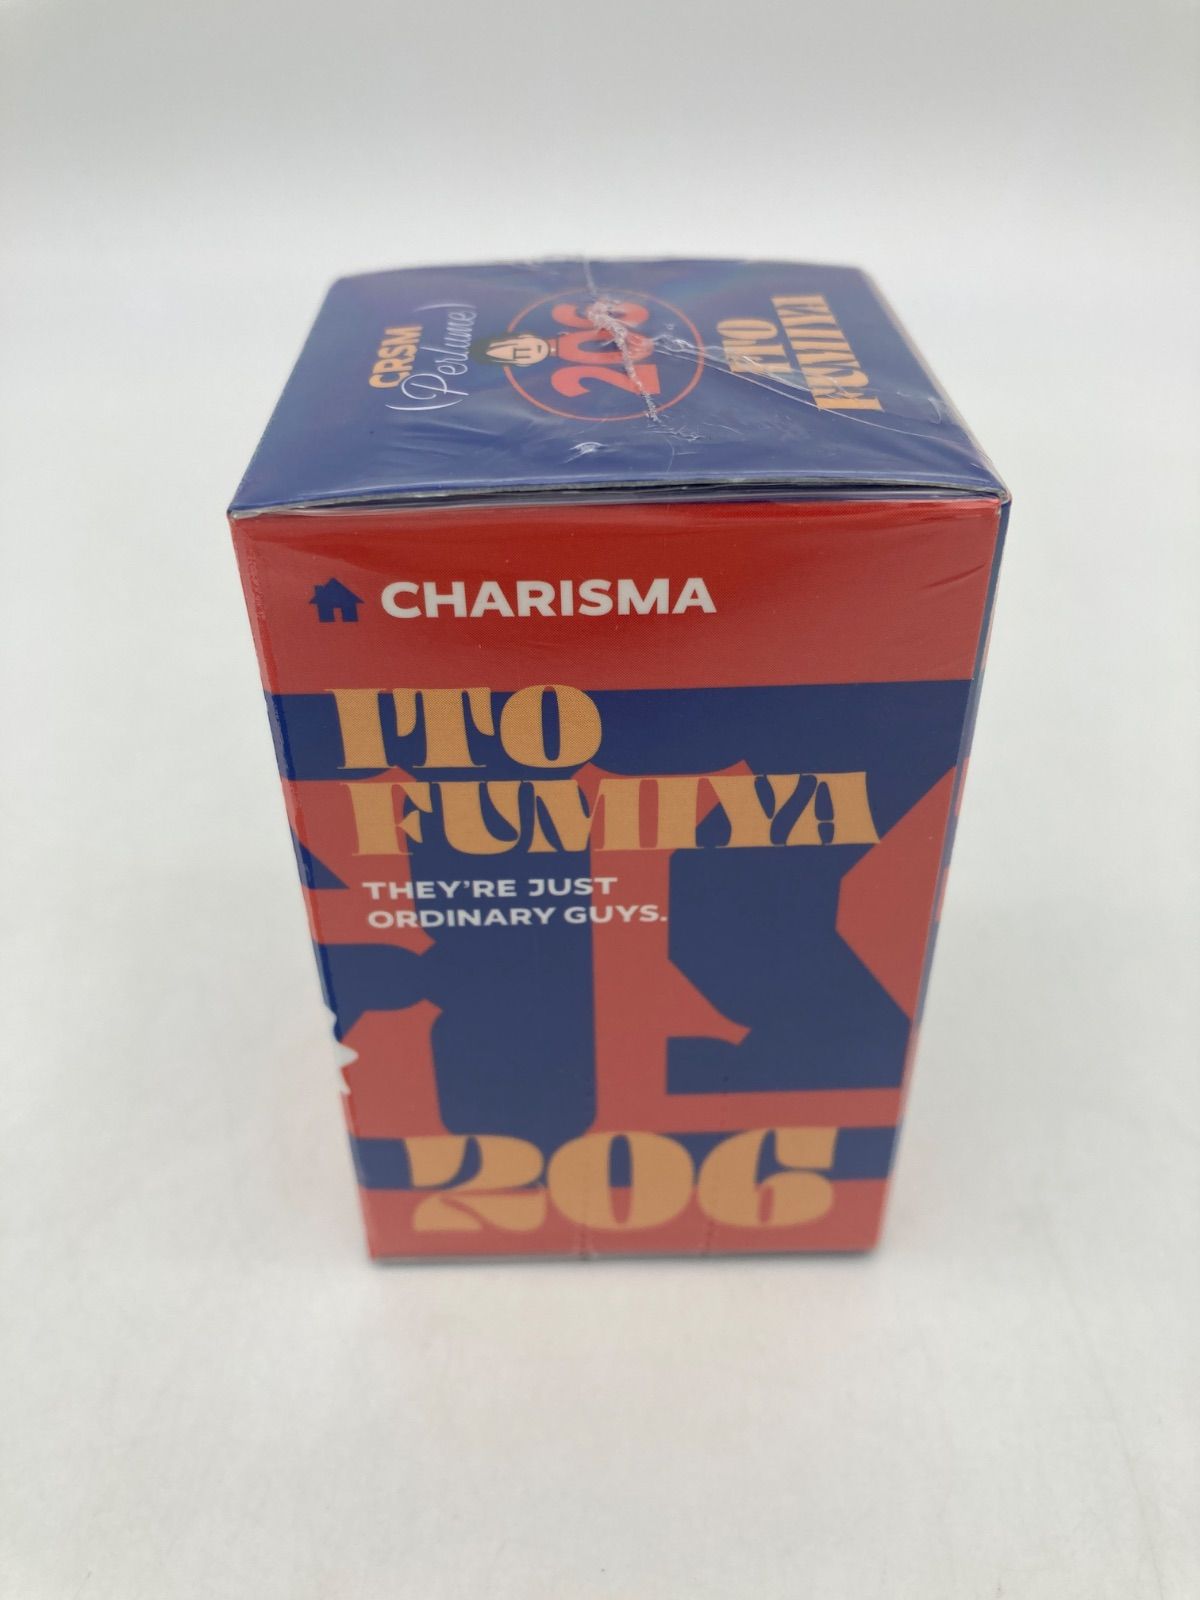 CRSM
(Perfume)
206
ITO
FUMIYA
CHARISMA
ITO
FUMIYA
THEY'RE JUST
ORDINARY GUYS.
206